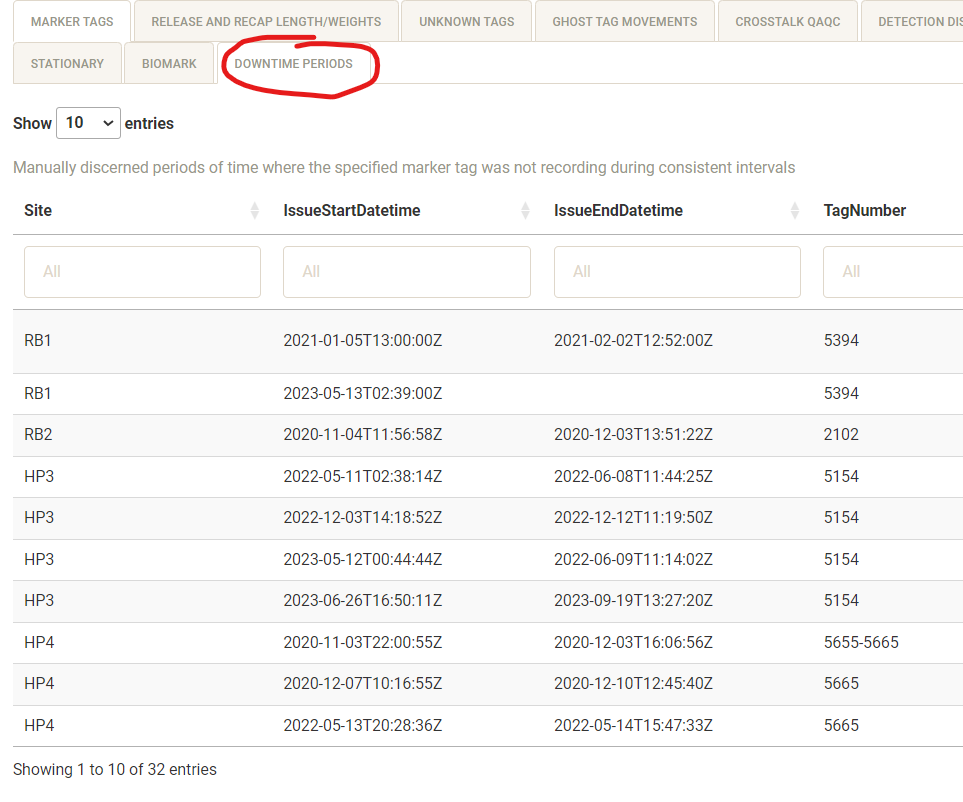 MARKER TAGS RELEASE AND RECAP LENGTH/WEIGHTS UNKNOWN TAGS GHOST TAG MOVEMENTS CROSSTALK QAQC DETECTION DIS
STATIONARY BIOMARK DOWNTIME PERIODS
Show 10 entries
Manually discerned periods of time where the specified marker tag was not recording during consistent intervals
Site IssueStartDatetime IssueEndDatetime TagNumber
All All All All
RB1 2021-01-05T13:00:00Z 2021-02-02T12:52:00Z 5394
RB1 2023-05-13T02:39:00Z 5394
RB2 2020-11-04T11:56:58Z 2020-12-03T13:51:22Z 2102
HP3 2022-05-11T02:38:14Z 2022-06-08T11:44:25Z 5154
HP3 2022-12-03T14:18:52Z 2022-12-12T11:19:50Z 5154
HP3 2023-05-12T00:44:44Z 2022-06-09T11:14:02Z 5154
HP3 2023-06-26T16:50:11Z 2023-09-19T13:27:20Z 5154
HP4 2020-11-03T22:00:55Z 2020-12-03T16:06:56Z 5655-5665
HP4 2020-12-07T10:16:55Z 2020-12-10T12:45:40Z 5665
HP4 2022-05-13T20:28:36Z 2022-05-14T15:47:33Z 5665
Showing 1 to 10 of 32 entries